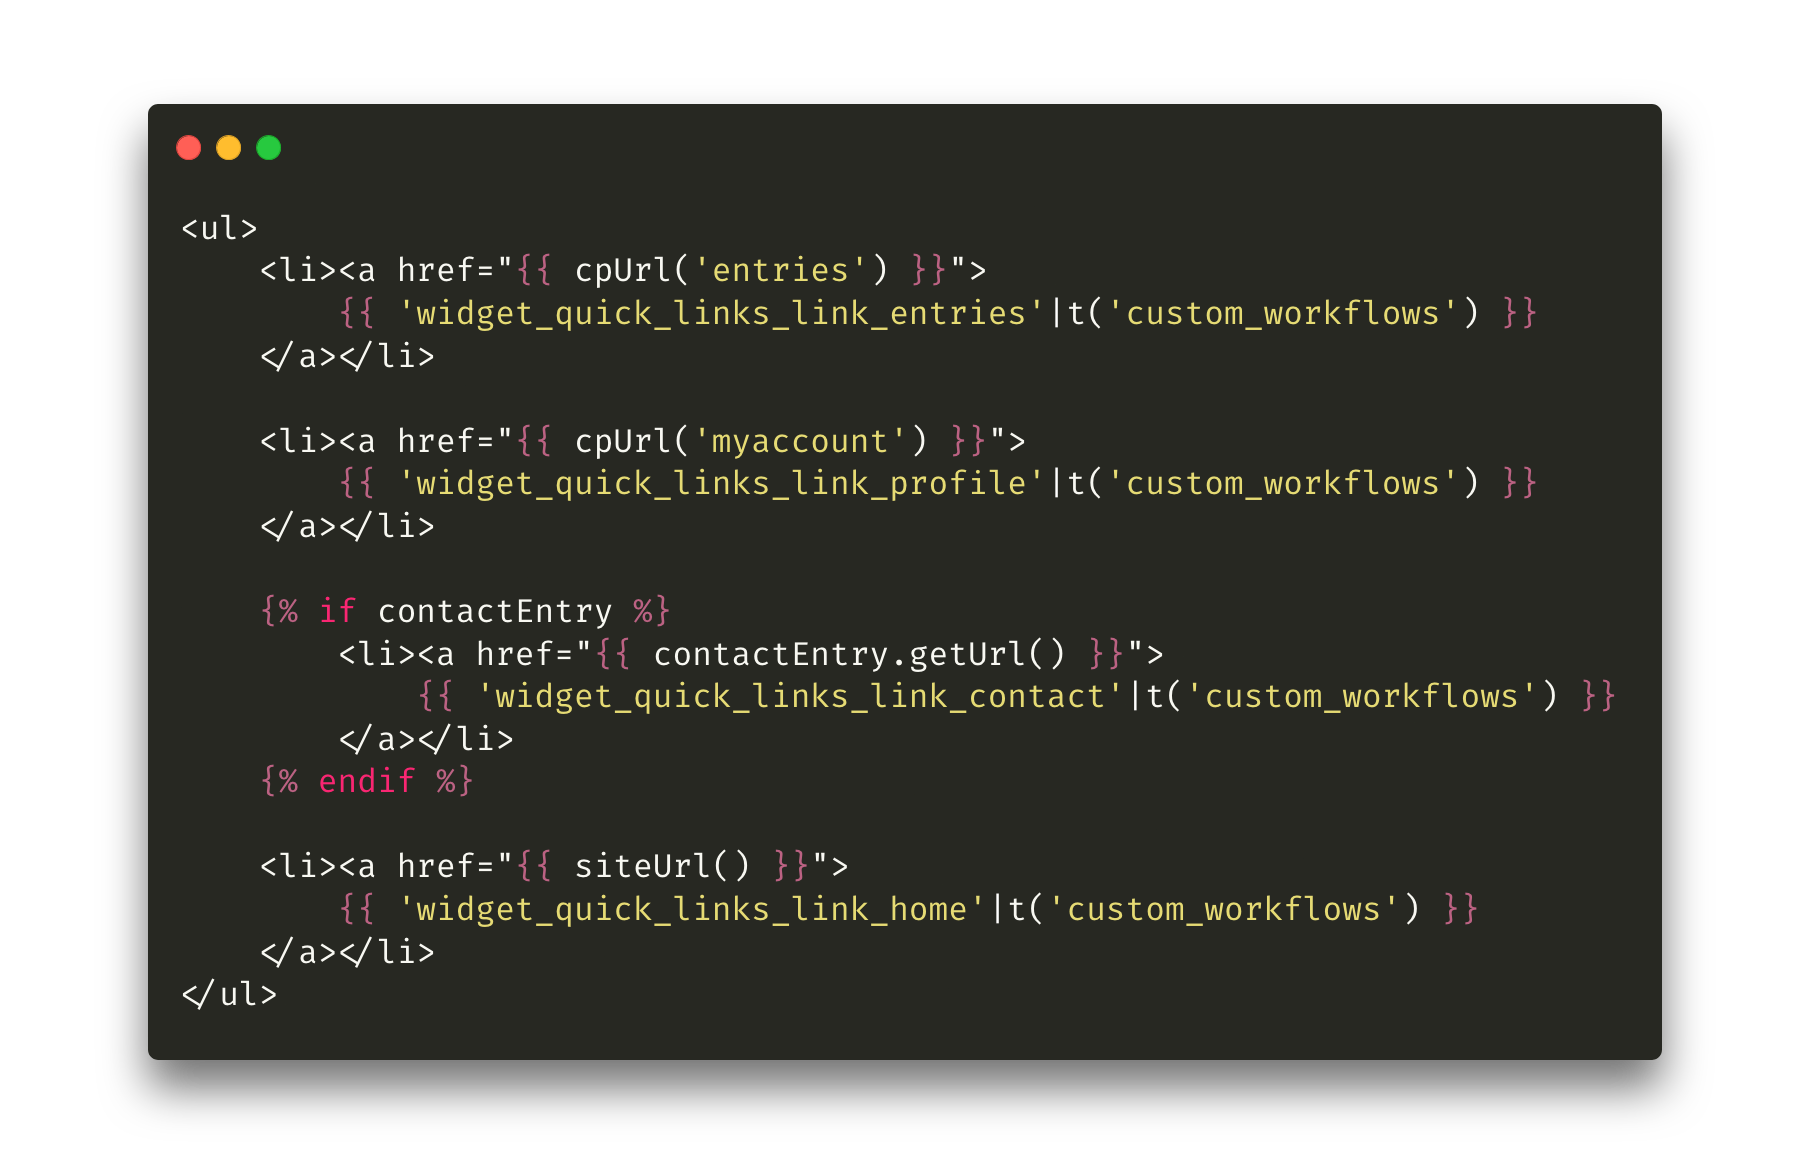 <ul>
    <li><a href="{{ cpUrl('entries') }}">
        {{ 'widget_quick_links_link_entries'|t('custom_workflows') }}
    </a></li>

    <li><a href="{{ cpUrl('myaccount') }}">
        {{ 'widget_quick_links_link_profile'|t('custom_workflows') }}
    </a></li>

    {% if contactEntry %}
        <li><a href="{{ contactEntry.getUrl() }}">
            {{ 'widget_quick_links_link_contact'|t('custom_workflows') }}
        </a></li>
    {% endif %}

    <li><a href="{{ siteUrl() }}">
        {{ 'widget_quick_links_link_home'|t('custom_workflows') }}
    </a></li>
</ul>